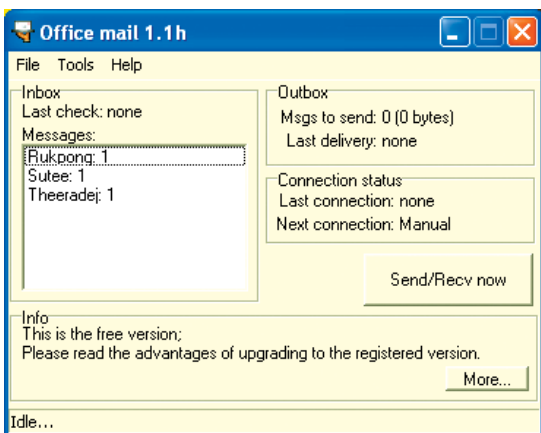 Office mail 1.1h
File Tools Help
Inbox
Last check: none
Messages:
Rukpong: 1
Sutee: 1
Theeradej: 1
Outbox
Msgs to send: 0 (0 bytes)
Last delivery: none
Connection status
Last connection: none
Next connection: Manual
Send/Recv now
Info
This is the free version;
Please read the advantages of upgrading to the registered version.
More...
Idle...